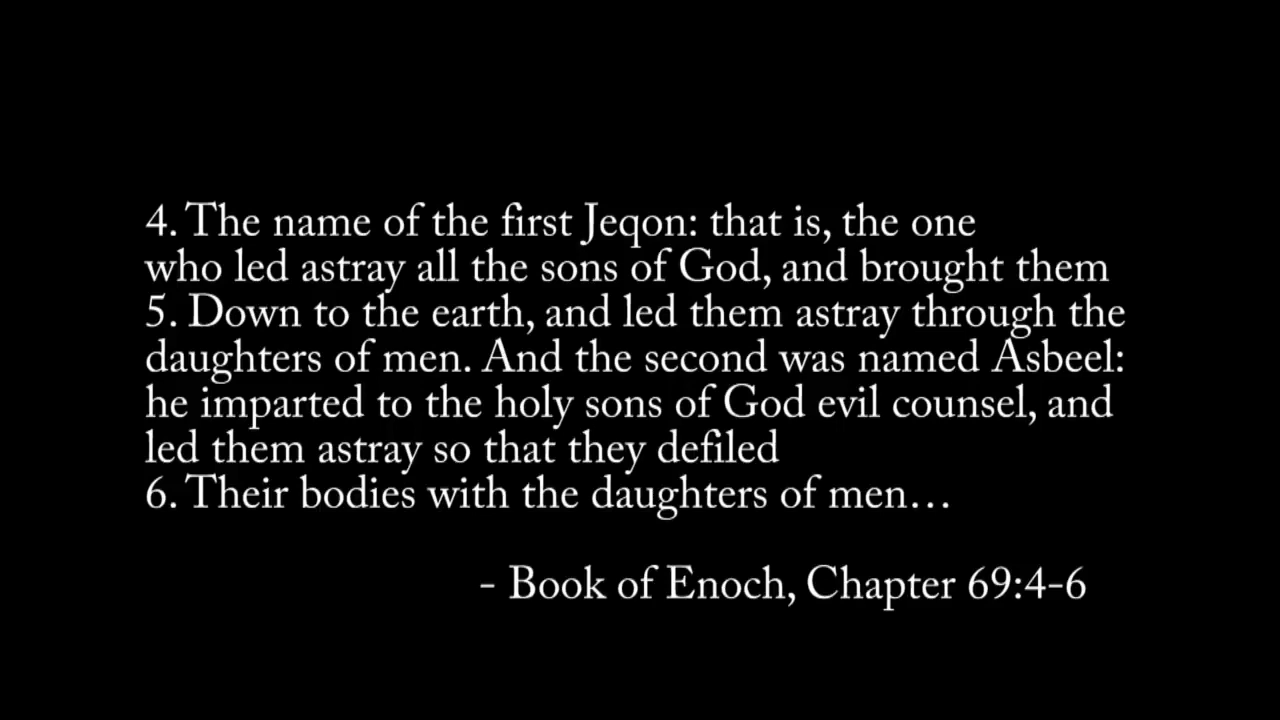 4. The name of the first Jeqon: that is, the one
who led astray all the sons of God, and brought them
5. Down to the earth, and led them astray through the
daughters of men. And the second was named Asbeel:
he imparted to the holy sons of God evil counsel, and
led them astray so that they defiled
6. Their bodies with the daughters of men…
- Book of Enoch, Chapter 69:4-6